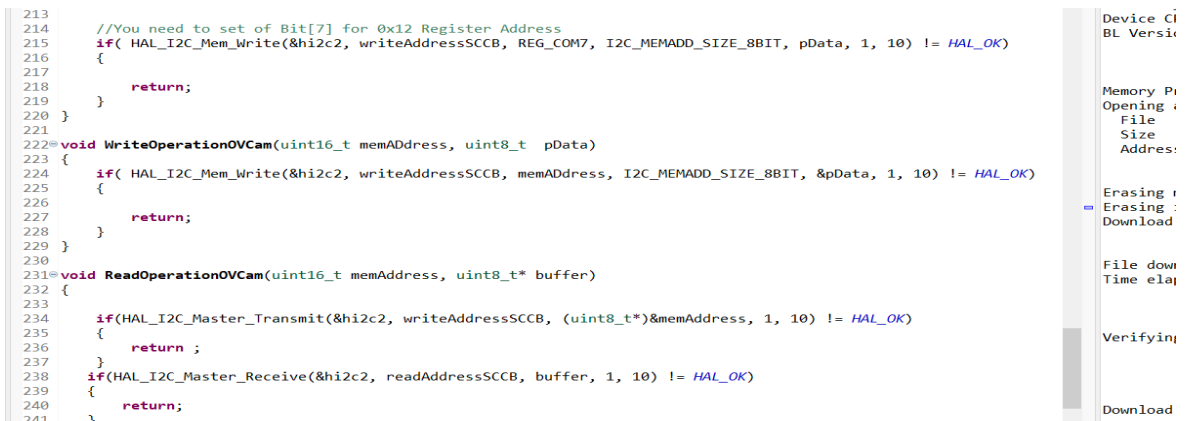 213
214 //You need to set of Bit[7] for 0x12 Register Address
215 if( HAL_I2C_Mem_Write(&hi2c2, writeAddressSCCB, REG_COM7, I2C_MEMADD_SIZE_8BIT, pData, 1, 10) != HAL_OK)
216 {
217
218 return;
219 }
220 }
221
222 void WriteOperationOVCam(uint16_t memADdress, uint8_t pData)
223 {
224 if( HAL_I2C_Mem_Write(&hi2c2, writeAddressSCCB, memADdress, I2C_MEMADD_SIZE_8BIT, &pData, 1, 10) != HAL_OK)
225 {
226
227 return;
228 }
229 }
230
231 void ReadOperationOVCam(uint16_t memAddress, uint8_t* buffer)
232 {
233
234 if(HAL_I2C_Master_Transmit(&hi2c2, writeAddressSCCB, (uint8_t*)&memAddress, 1, 10) != HAL_OK)
235 {
236 return ;
237 }
238 if(HAL_I2C_Master_Receive(&hi2c2, readAddressSCCB, buffer, 1, 10) != HAL_OK)
239 {
240 return;
241 }
Device
BL Versi
Memory P
Opening
File
Size
Addres
Erasing
Erasing
Download
File dow
Time ela
Verifying
Download